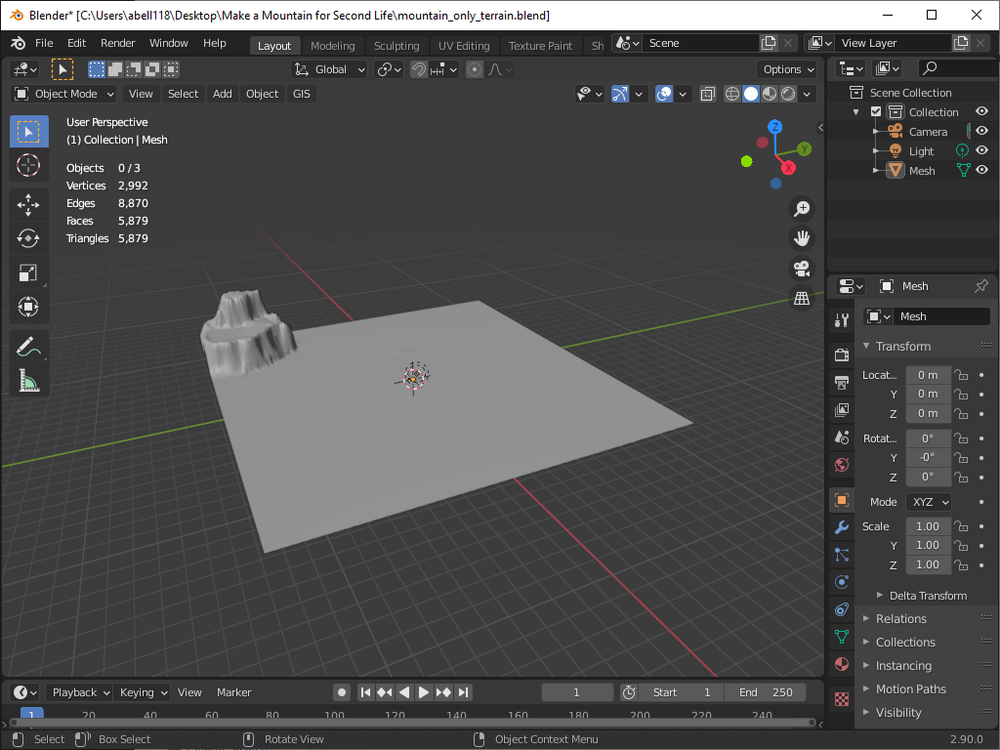 Blender* [C:\Users\abell118\Desktop\Make a Mountain for Second Life\mountain_only_terrain.blend]
File Edit Render Window Help Layout Modeling Sculpting UV Editing Texture Paint Sh Scene View Layer
Global Options
Object Mode View Select Add Object GIS
User Perspective
(1) Collection | Mesh
Objects 0 / 3
Vertices 2,992
Edges 8,870
Faces 5,879
Triangles 5,879
Z
Y
X
Scene Collection
Collection
Camera
Light
Mesh
Mesh
Mesh
Transform
Locat... 0 m
Y 0 m
Z 0 m
Rotat... 0°
Y -0°
Z 0°
Mode XYZ
Scale 1.00
Y 1.00
Z 1.00
Delta Transform
Relations
Collections
Instancing
Motion Paths
Visibility
Playback Keying View Marker 1 Start 1 End 250
1 20 40 60 80 100 120 140 160 180 200 220 240
Select Box Select Rotate View Object Context Menu 2.90.0